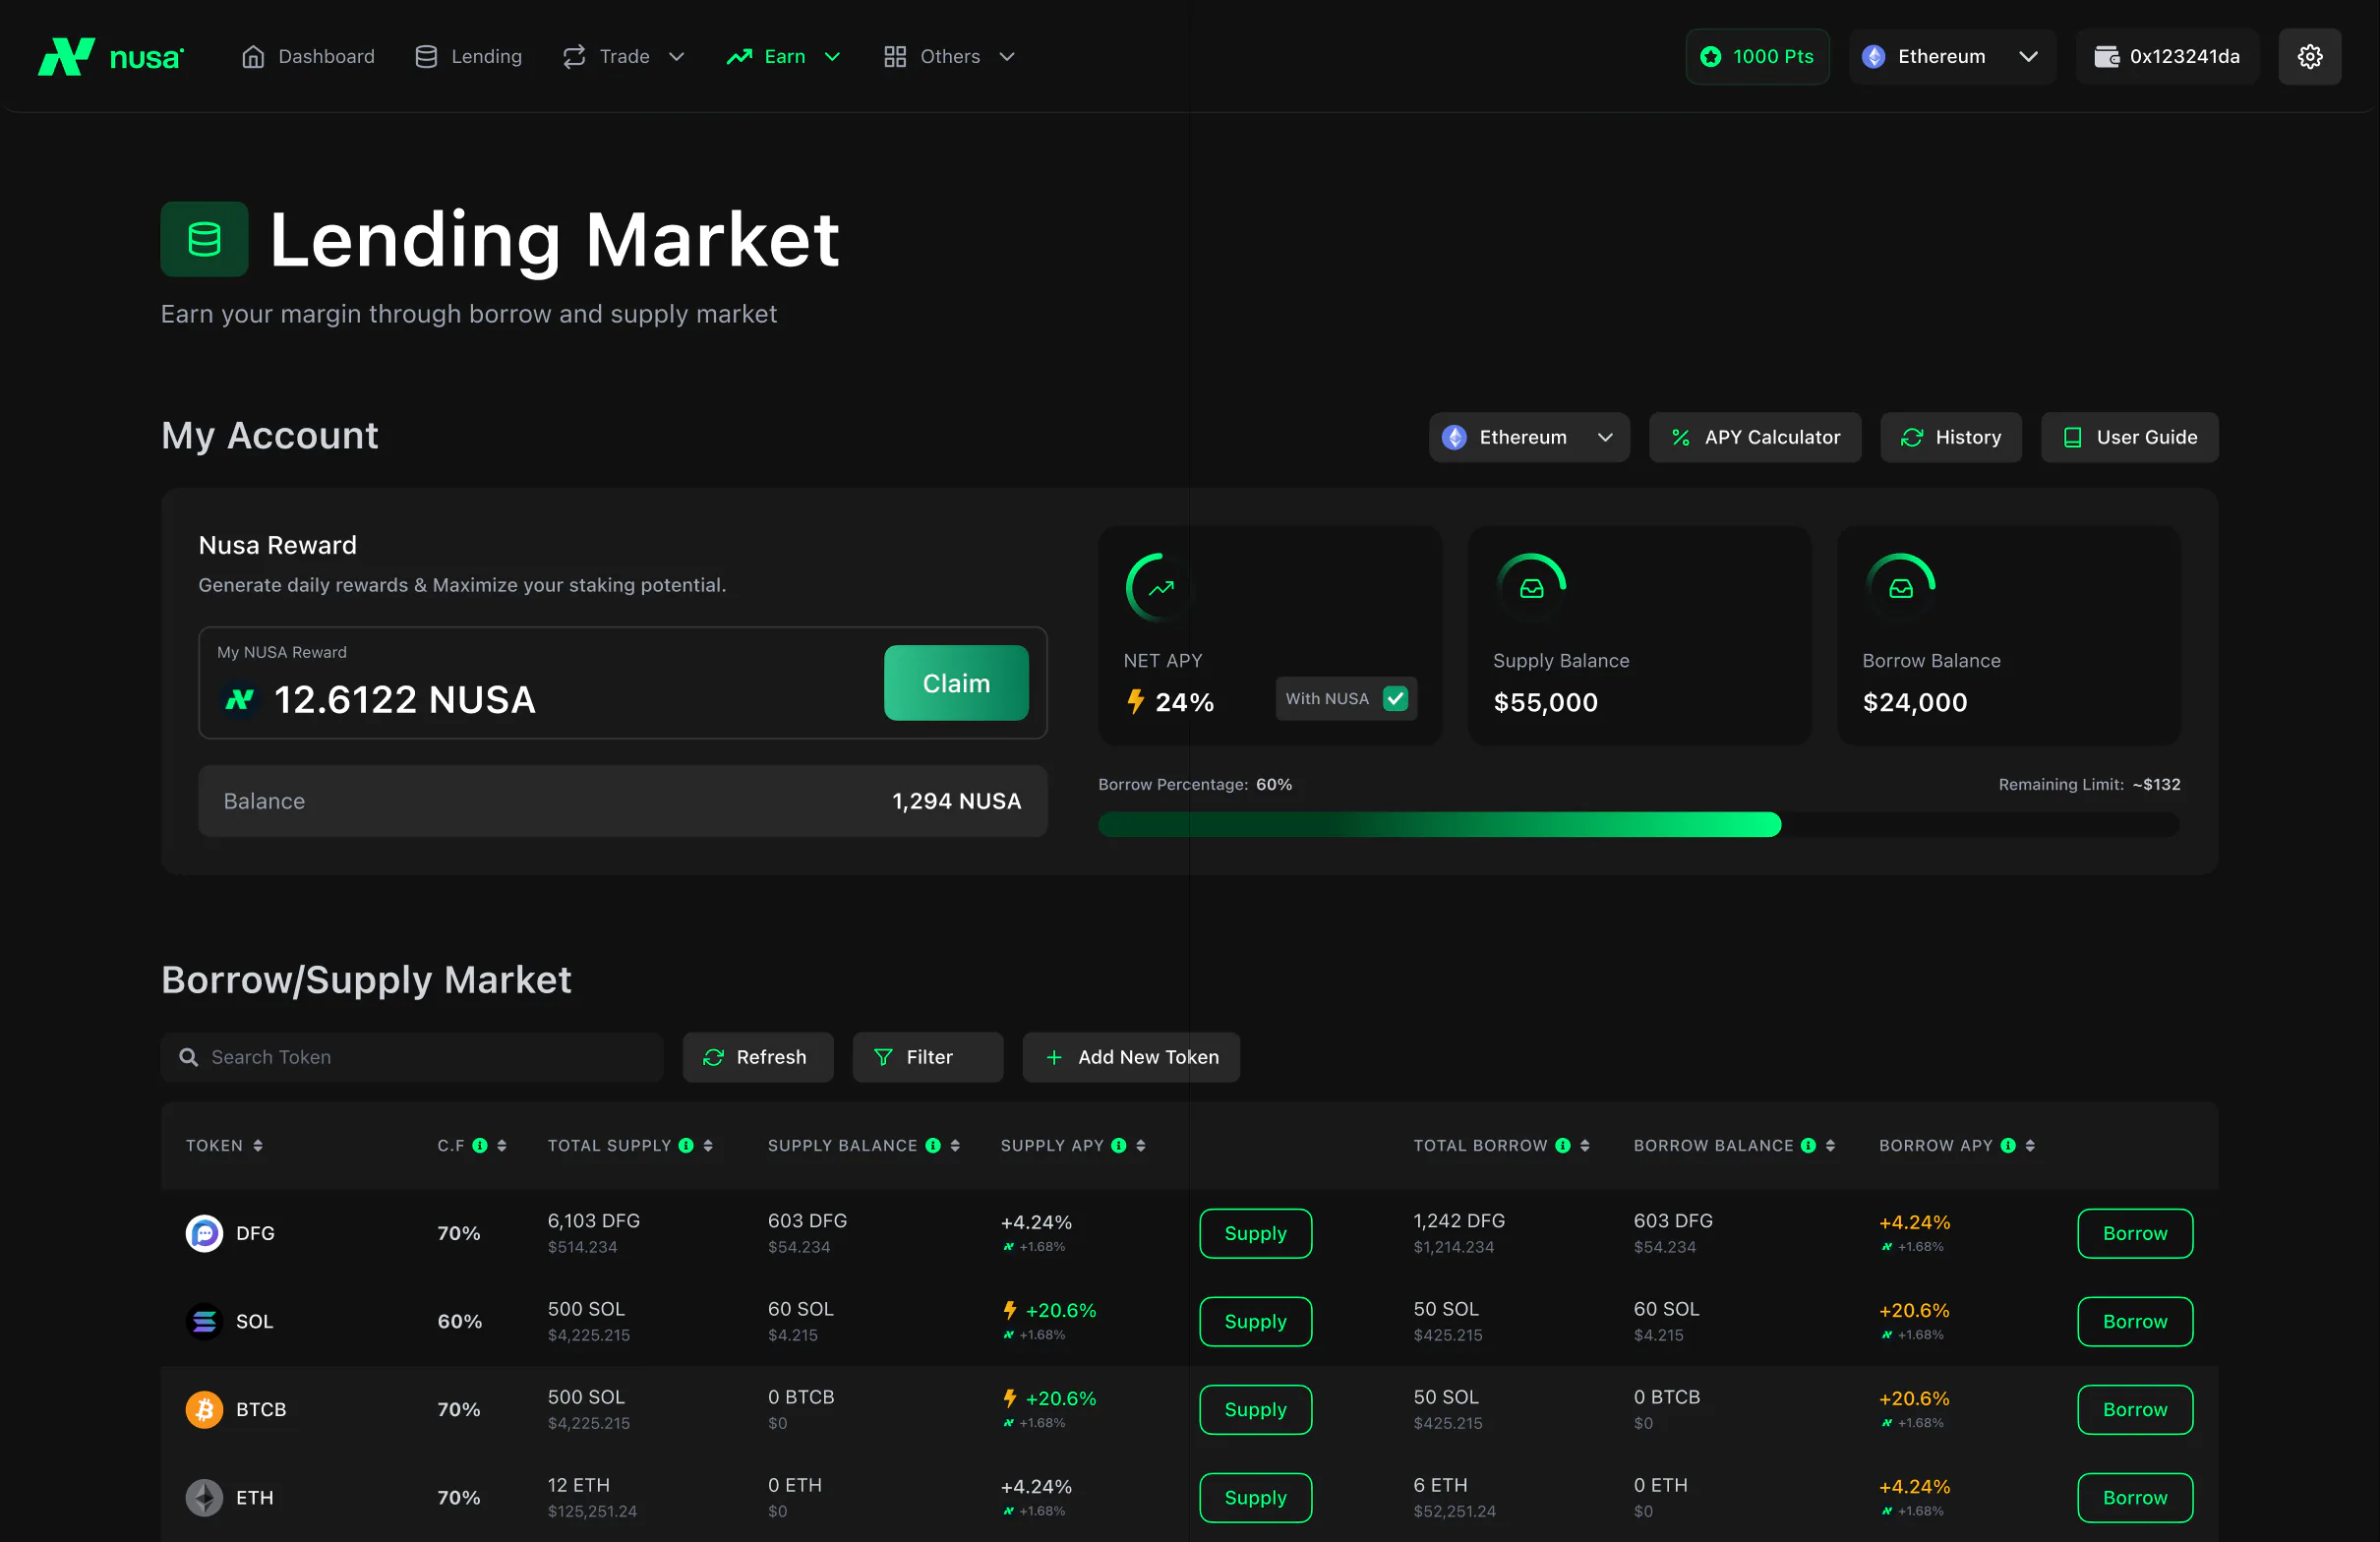 nusa
Dashboard
Lending
Trade
Earn
Others
1000 Pts
Ethereum
0x123241da
Lending Market
Earn your margin through borrow and supply market
My Account
Ethereum
APY Calculator
History
User Guide
Nusa Reward
Generate daily rewards & Maximize your staking potential.
My NUSA Reward
12.6122 NUSA
Claim
Balance
1,294 NUSA
NET APY
24%
With NUSA
Supply Balance
$55,000
Borrow Balance
$24,000
Borrow Percentage: 60%
Remaining Limit: ~$132
Borrow/Supply Market
Search Token
Refresh
Filter
Add New Token
TOKEN
C.F
TOTAL SUPPLY
SUPPLY BALANCE
SUPPLY APY
TOTAL BORROW
BORROW BALANCE
BORROW APY
DFG
70%
6,103 DFG
$514.234
603 DFG
$54.234
+4.24%
+1.68%
Supply
1,242 DFG
$1,214.234
603 DFG
$54.234
+4.24%
+1.68%
Borrow
SOL
60%
500 SOL
$4,225.215
60 SOL
$4.215
+20.6%
+1.68%
Supply
50 SOL
$425.215
60 SOL
$4.215
+20.6%
+1.68%
Borrow
BTCB
70%
500 SOL
$4,225.215
0 BTCB
$0
+20.6%
+1.68%
Supply
50 SOL
$425.215
0 BTCB
$0
+20.6%
+1.68%
Borrow
ETH
70%
12 ETH
$125,251.24
0 ETH
$0
+4.24%
+1.68%
Supply
6 ETH
$52,251.24
0 ETH
$0
+4.24%
+1.68%
Borrow